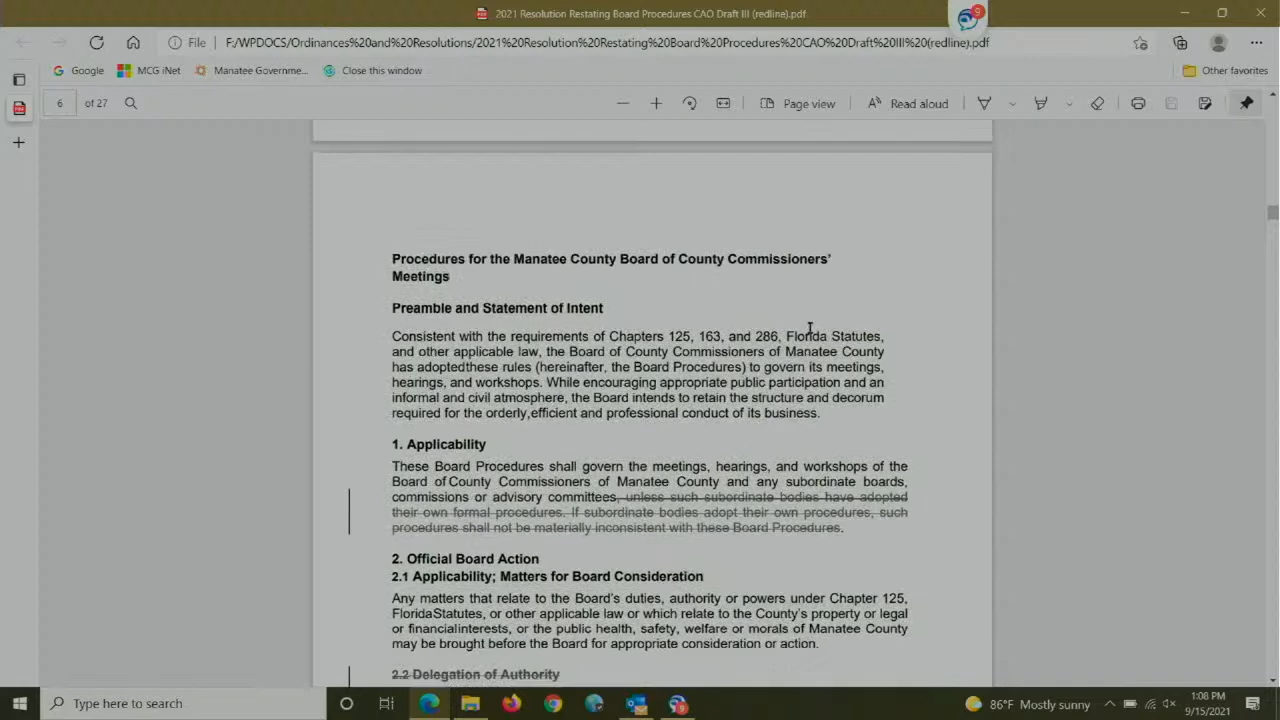 2021 Resolution Restating Board Procedures CAO Draft III (redline).pdf
9
File F:/WPDOCS/Ordinances%20and%20Resolutions/2021%20Resolution%20Restating%20Board%20Procedures%20CAO%20Draft%20III%20(redline).pdf
Google MCG iNet Manatee Governme... Close this window Other favorites
6 of 27 Page view Read aloud
Procedures for the Manatee County Board of County Commissioners'
Meetings
Preamble and Statement of Intent
Consistent with the requirements of Chapters 125, 163, and 286, Florida Statutes,
and other applicable law, the Board of County Commissioners of Manatee County
has adoptedthese rules (hereinafter, the Board Procedures) to govern its meetings,
hearings, and workshops. While encouraging appropriate public participation and an
informal and civil atmosphere, the Board intends to retain the structure and decorum
required for the orderly,efficient and professional conduct of its business.
1. Applicability
These Board Procedures shall govern the meetings, hearings, and workshops of the
Board of County Commissioners of Manatee County and any subordinate boards,
commissions or advisory committees, unless such subordinate bodies have adopted
their own formal procedures. If subordinate bodies adopt their own procedures, such
procedures shall not be materially inconsistent with these Board Procedures.
2. Official Board Action
2.1 Applicability; Matters for Board Consideration
Any matters that relate to the Board's duties, authority or powers under Chapter 125,
FloridaStatutes, or other applicable law or which relate to the County's property or legal
or financialinterests, or the public health, safety, welfare or morals of Manatee County
may be brought before the Board for appropriate consideration or action.
2.2 Delegation of Authority
Type here to search 86°F Mostly sunny 1:08 PM
9/15/2021